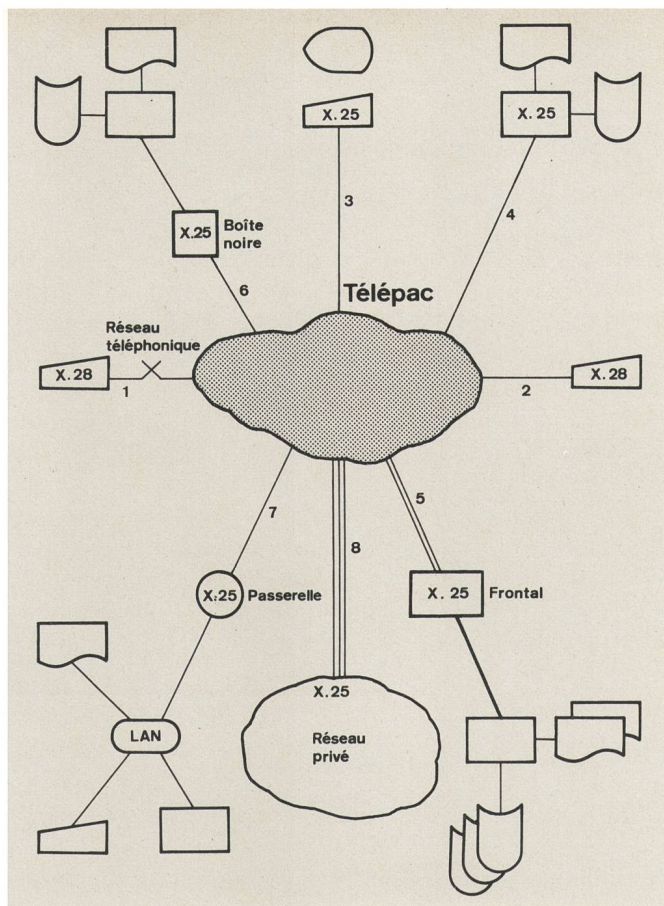 X.25
X.25
3
4
X.25
Boîte
noire
6
Télépac
Réseau
téléphonique
X.28
1
2
X.28
7
8
5
X.25
Passerelle
X.25
Frontal
X.25
LAN
Réseau
privé